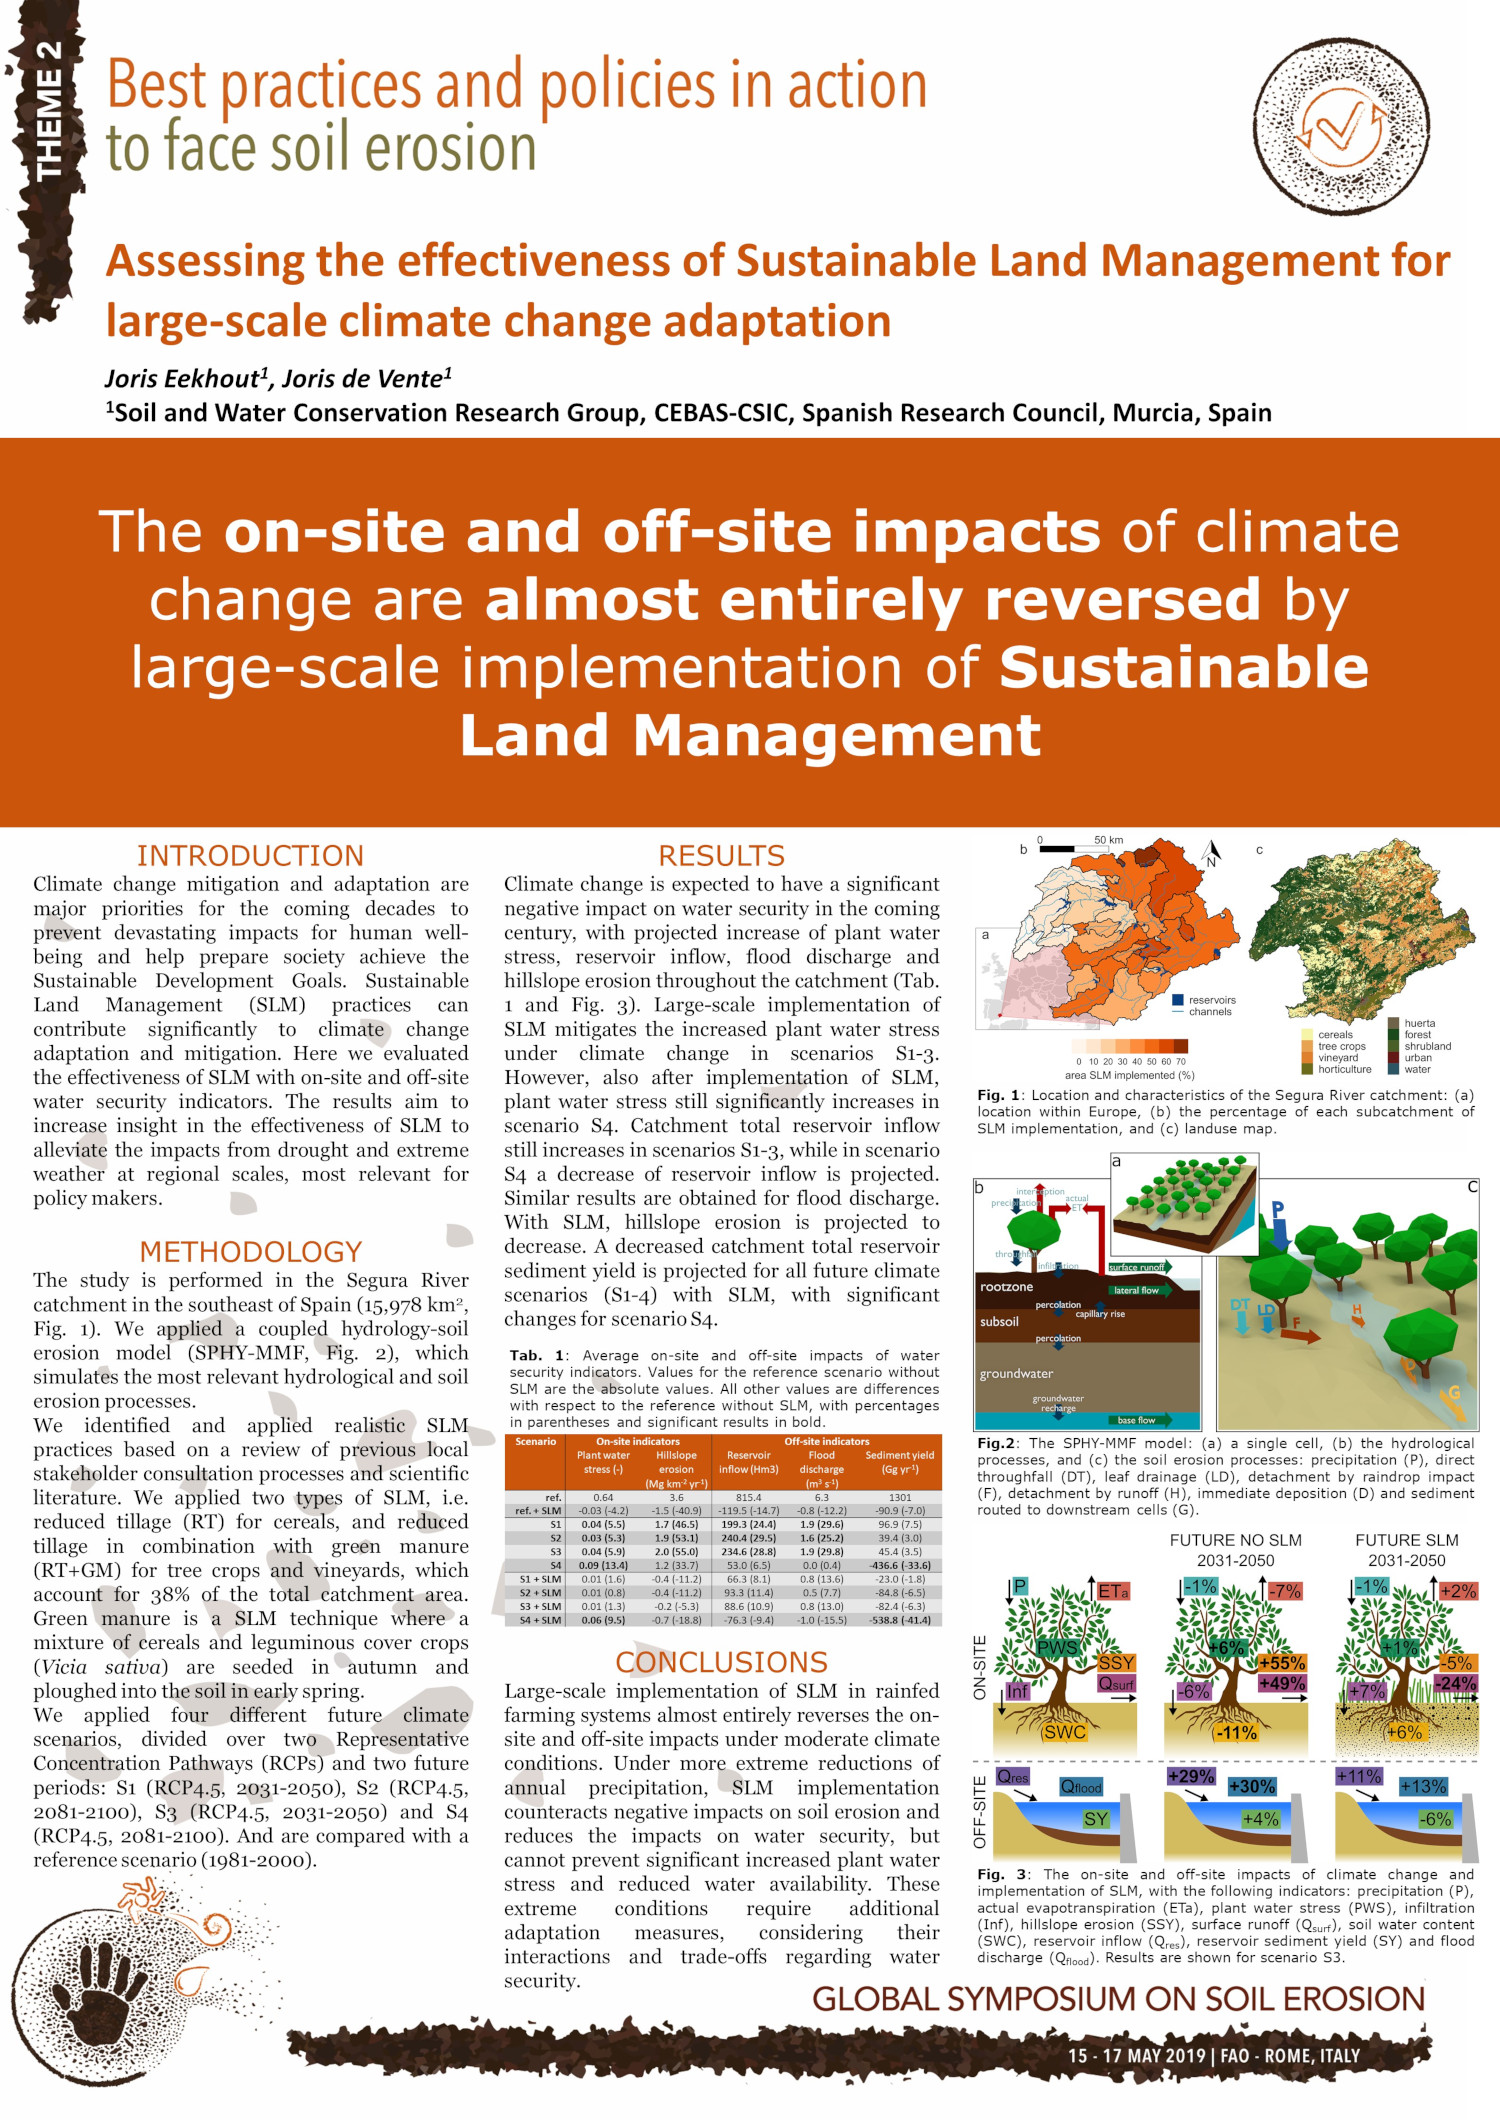 THEME 2
Best practices and policies in action
to face soil erosion
Assessing the effectiveness of Sustainable Land Management for
large-scale climate change adaptation
Joris Eekhout¹, Joris de Vente¹
¹Soil and Water Conservation Research Group, CEBAS-CSIC, Spanish Research Council, Murcia, Spain
The on-site and off-site impacts of climate
change are almost entirely reversed by
large-scale implementation of Sustainable
Land Management
INTRODUCTION
Climate change mitigation and adaptation are
major priorities for the coming decades to
prevent devastating impacts for human well-
being and help prepare society achieve the
Sustainable Development Goals. Sustainable
Land Management (SLM) practices can
contribute significantly to climate change
adaptation and mitigation. Here we evaluated
the effectiveness of SLM with on-site and off-site
water security indicators. The results aim to
increase insight in the effectiveness of SLM to
alleviate the impacts from drought and extreme
weather at regional scales, most relevant for
policy makers.
METHODOLOGY
The study is performed in the Segura River
catchment in the southeast of Spain (15,978 km²,
Fig. 1). We applied a coupled hydrology-soil
erosion model (SPHY-MMF, Fig. 2), which
simulates the most relevant hydrological and soil
erosion processes.
We identified and applied realistic SLM
practices based on a review of previous local
stakeholder consultation processes and scientific
literature. We applied two types of SLM, i.e.
reduced tillage (RT) for cereals, and reduced
tillage in combination with green manure
(RT+GM) for tree crops and vineyards, which
account for 38% of the total catchment area.
Green manure is a SLM technique where a
mixture of cereals and leguminous cover crops
(Vicia sativa) are seeded in autumn and
ploughed into the soil in early spring.
We applied four different future climate
scenarios, divided over two Representative
Concentration Pathways (RCPs) and two future
periods: S1 (RCP4.5, 2031-2050), S2 (RCP4.5,
2081-2100), S3 (RCP4.5, 2031-2050) and S4
(RCP4.5, 2081-2100). And are compared with a
reference scenario (1981-2000).
RESULTS
Climate change is expected to have a significant
negative impact on water security in the coming
century, with projected increase of plant water
stress, reservoir inflow, flood discharge and
hillslope erosion throughout the catchment (Tab.
1 and Fig. 3). Large-scale implementation of
SLM mitigates the increased plant water stress
under climate change in scenarios S1-3.
However, also after implementation of SLM,
plant water stress still significantly increases in
scenario S4. Catchment total reservoir inflow
still increases in scenarios S1-3, while in scenario
S4 a decrease of reservoir inflow is projected.
Similar results are obtained for flood discharge.
With SLM, hillslope erosion is projected to
decrease. A decreased catchment total reservoir
sediment yield is projected for all future climate
scenarios (S1-4) with SLM, with significant
changes for scenario S4.
Tab. 1: Average on-site and off-site impacts of water
security indicators. Values for the reference scenario without
SLM are the absolute values. All other values are differences
with respect to the reference without SLM, with percentages
in parentheses and significant results in bold.
Scenario On-site indicators Off-site indicators
Plant water Hillslope Reservoir Flood Sediment yield
stress (-) erosion inflow (Hm3) discharge (Gg yr⁻¹)
(Mg km⁻² yr⁻¹) (m³ s⁻¹)
ref. 0.64 3.6 815.4 6.3 1301
ref. + SLM -0.03 (-4.2) -1.5 (-40.9) -119.5 (-14.7) -0.8 (-12.2) -90.9 (-7.0)
S1 0.04 (5.5) 1.7 (46.5) 199.3 (24.4) 1.9 (29.6) 96.9 (7.5)
S2 0.03 (5.3) 1.9 (53.1) 240.4 (29.5) 1.6 (25.2) 39.4 (3.0)
S3 0.04 (5.9) 2.0 (55.0) 234.6 (28.8) 1.9 (29.8) 45.4 (3.5)
S4 0.09 (13.4) 1.2 (33.7) 53.0 (6.5) 0.0 (0.4) -436.6 (-33.6)
S1 + SLM 0.01 (1.6) -0.4 (-11.2) 66.3 (8.1) 0.8 (13.6) -23.0 (-1.8)
S2 + SLM 0.01 (0.8) -0.4 (-11.2) 93.3 (11.4) 0.5 (7.7) -84.8 (-6.5)
S3 + SLM 0.01 (1.3) -0.2 (-5.3) 88.6 (10.9) 0.8 (13.0) -82.4 (-6.3)
S4 + SLM 0.06 (9.5) -0.7 (-18.8) -76.3 (-9.4) -1.0 (-15.5) -538.8 (-41.4)
CONCLUSIONS
Large-scale implementation of SLM in rainfed
farming systems almost entirely reverses the on-
site and off-site impacts under moderate climate
conditions. Under more extreme reductions of
annual precipitation, SLM implementation
counteracts negative impacts on soil erosion and
reduces the impacts on water security, but
cannot prevent significant increased plant water
stress and reduced water availability. These
extreme conditions require additional
adaptation measures, considering their
interactions and trade-offs regarding water
security.
b 0 50 km N c
a
reservoirs
channels
0 10 20 30 40 50 60 70
area SLM implemented (%)
cereals
tree crops
vineyard
horticulture
huerta
forest
shrubland
urban
water
Fig. 1: Location and characteristics of the Segura River catchment: (a)
location within Europe, (b) the percentage of each subcatchment of
SLM implementation, and (c) landuse map.
a
b
c
interception
precipitation
actual
ET
throughfall
infiltration
surface runoff
rootzone
lateral flow
percolation
capillary rise
subsoil
percolation
groundwater
groundwater
recharge
base flow
P
DT
LD
F
H
D
G
Fig.2: The SPHY-MMF model: (a) a single cell, (b) the hydrological
processes, and (c) the soil erosion processes: precipitation (P), direct
throughfall (DT), leaf drainage (LD), detachment by raindrop impact
(F), detachment by runoff (H), immediate deposition (D) and sediment
routed to downstream cells (G).
FUTURE NO SLM FUTURE SLM
2031-2050 2031-2050
ON-SITE
P ETa -1% -7% -1% +2%
PWS +6% +1%
SSY +55% -5%
Inf Qsurf -6% +49% +7% -24%
SWC -11% +6%
OFF-SITE
Qres Qflood +29% +30% +11% +13%
SY +4% -6%
Fig. 3: The on-site and off-site impacts of climate change and
implementation of SLM, with the following indicators: precipitation (P),
actual evapotranspiration (ETa), plant water stress (PWS), infiltration
(Inf), hillslope erosion (SSY), surface runoff (Qsurf), soil water content
(SWC), reservoir inflow (Qres), reservoir sediment yield (SY) and flood
discharge (Qflood). Results are shown for scenario S3.
GLOBAL SYMPOSIUM ON SOIL EROSION
15 - 17 MAY 2019 | FAO - ROME, ITALY